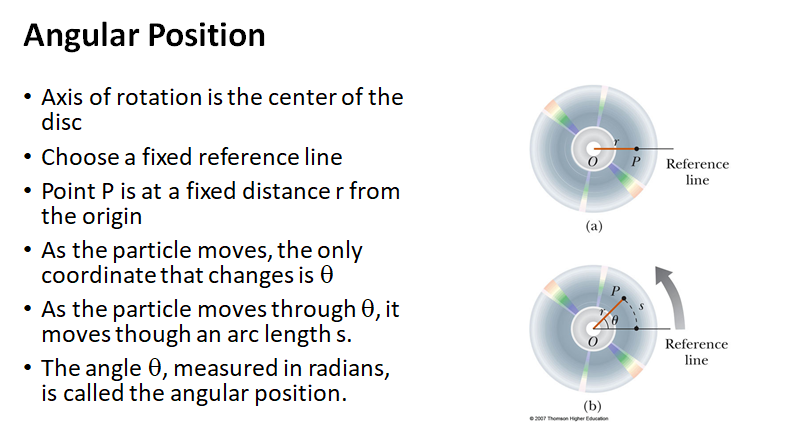 Angular Position
• Axis of rotation is the center of the
disc
• Choose a fixed reference line
• Point P is at a fixed distance r from
the origin
• As the particle moves, the only
coordinate that changes is θ
• As the particle moves through θ, it
moves though an arc length s.
• The angle θ, measured in radians,
is called the angular position.
r
O
P
Reference
line
(a)
P
s
r
θ
O
Reference
line
(b)
© 2007 Thomson Higher Education